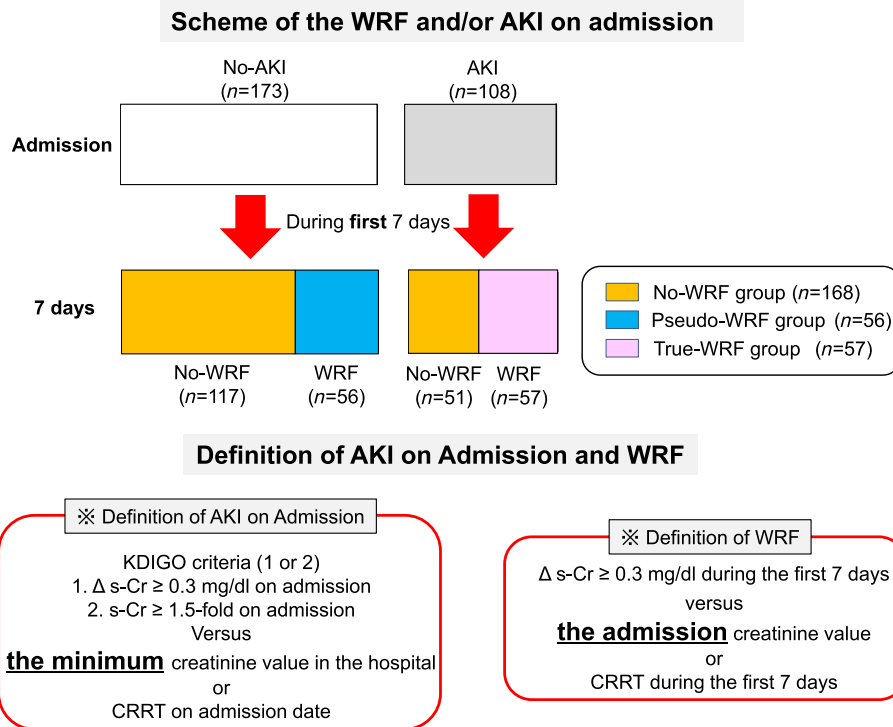 Scheme of the WRF and/or AKI on admission
No-AKI
(n=173)
AKI
(n=108)
Admission
During first 7 days
7 days
No-WRF
(n=117)
WRF
(n=56)
No-WRF
(n=51)
WRF
(n=57)
No-WRF group (n=168)
Pseudo-WRF group (n=56)
True-WRF group (n=57)
Definition of AKI on Admission and WRF
※ Definition of AKI on Admission
KDIGO criteria (1 or 2)
1. Δ s-Cr ≥ 0.3 mg/dl on admission
2. s-Cr ≥ 1.5-fold on admission
Versus
the minimum creatinine value in the hospital
or
CRRT on admission date
※ Definition of WRF
Δ s-Cr ≥ 0.3 mg/dl during the first 7 days
versus
the admission creatinine value
or
CRRT during the first 7 days